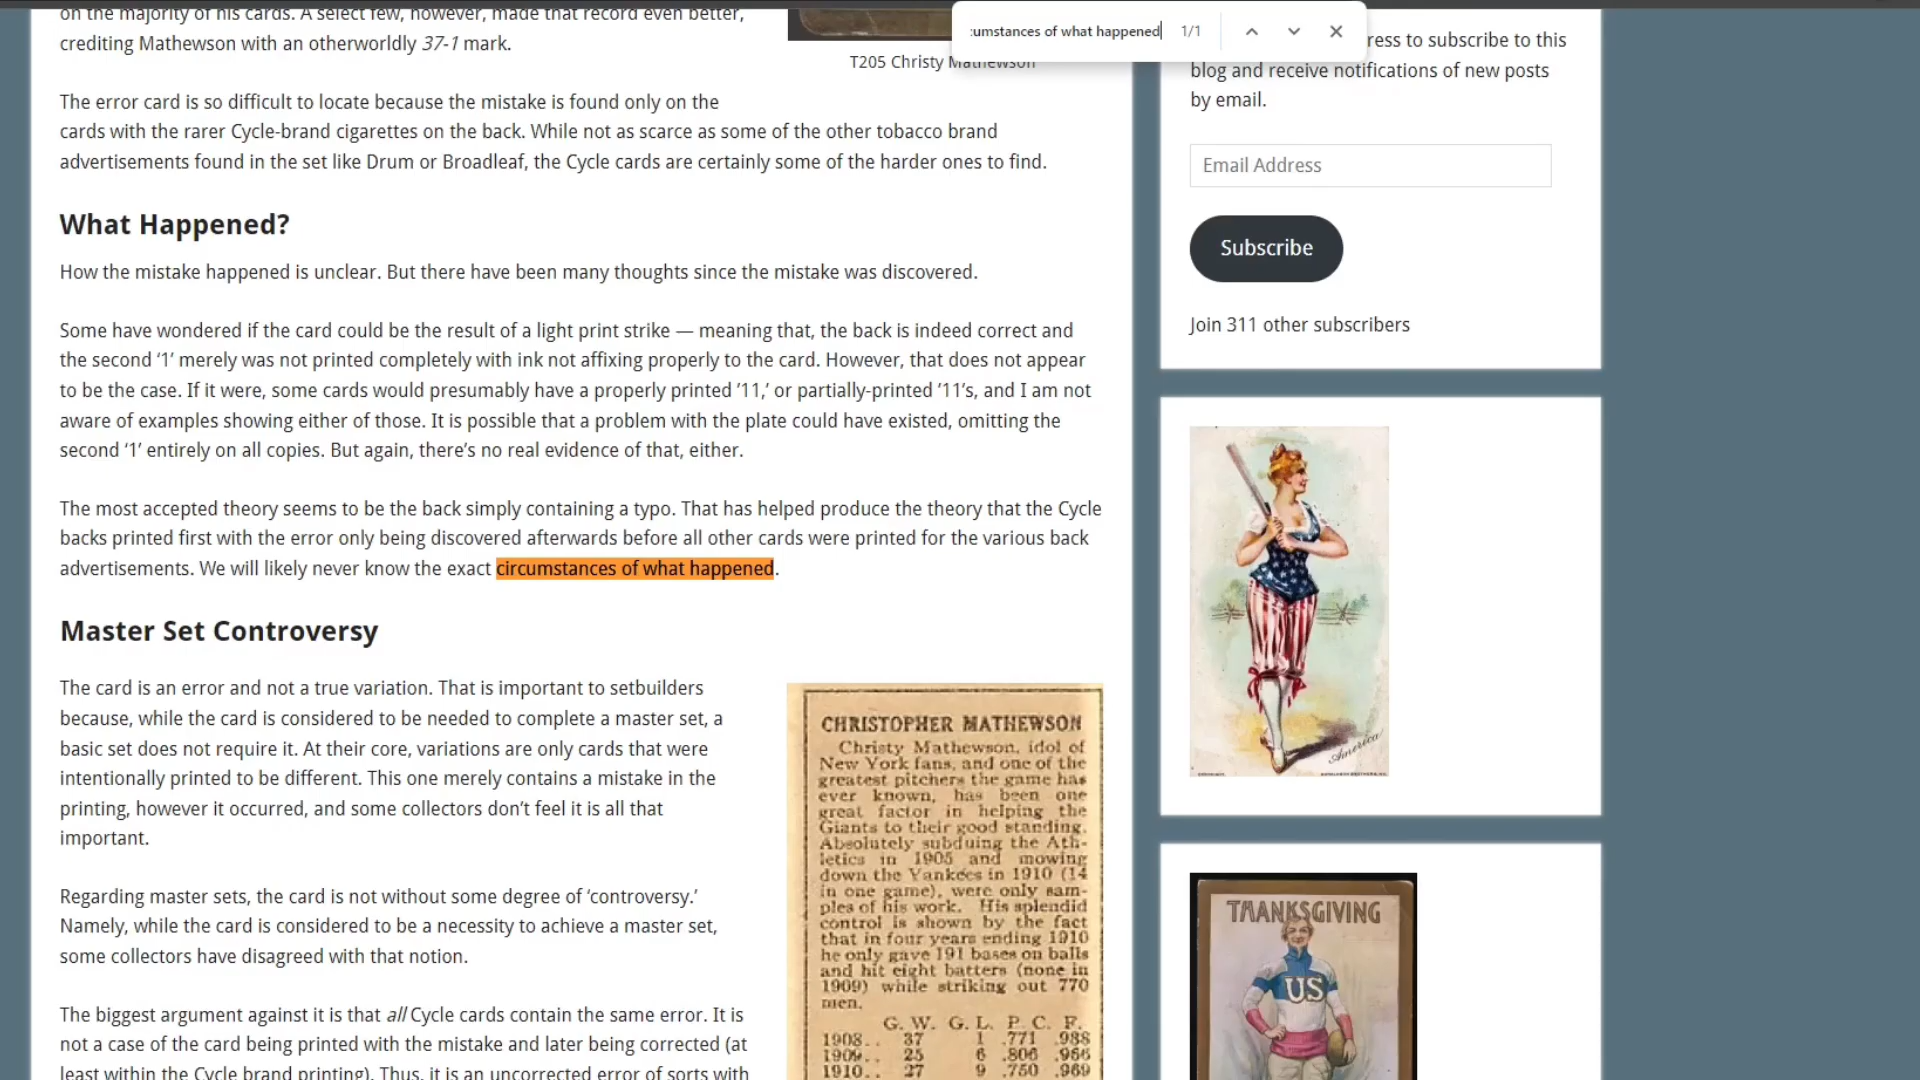 on the majority of his cards. A select few, however, made that record even better,
crediting Mathewson with an otherworldly 37-1 mark.
T205 Christy Mathewson
The error card is so difficult to locate because the mistake is found only on the
cards with the rarer Cycle-brand cigarettes on the back. While not as scarce as some of the other tobacco brand
advertisements found in the set like Drum or Broadleaf, the Cycle cards are certainly some of the harder ones to find.
What Happened?
How the mistake happened is unclear. But there have been many thoughts since the mistake was discovered.
Some have wondered if the card could be the result of a light print strike — meaning that, the back is indeed correct and
the second ‘1’ merely was not printed completely with ink not affixing properly to the card. However, that does not appear
to be the case. If it were, some cards would presumably have a properly printed ’11,’ or partially-printed ’11’s, and I am not
aware of examples showing either of those. It is possible that a problem with the plate could have existed, omitting the
second ‘1’ entirely on all copies. But again, there’s no real evidence of that, either.
The most accepted theory seems to be the back simply containing a typo. That has helped produce the theory that the Cycle
backs printed first with the error only being discovered afterwards before all other cards were printed for the various back
advertisements. We will likely never know the exact circumstances of what happened.
Master Set Controversy
The card is an error and not a true variation. That is important to setbuilders
because, while the card is considered to be needed to complete a master set, a
basic set does not require it. At their core, variations are only cards that were
intentionally printed to be different. This one merely contains a mistake in the
printing, however it occurred, and some collectors don’t feel it is all that
important.
Regarding master sets, the card is not without some degree of ‘controversy.’
Namely, while the card is considered to be a necessity to achieve a master set,
some collectors have disagreed with that notion.
The biggest argument against it is that all Cycle cards contain the same error. It is
not a case of the card being printed with the mistake and later being corrected (at
least within the Cycle brand printing). Thus, it is an uncorrected error of sorts with
CHRISTOPHER MATHEWSON
Christy Mathewson, idol of
New York fans, and one of the
greatest pitchers the game has
ever known, has been one
great factor in helping the
Giants to their good standing.
Absolutely subduing the Ath-
letics in 1905 and mowing
down the Yankees in 1910 (14
in one game), were only sam-
ples of his work. His splendid
control is shown by the fact
that in four years ending 1910
he only gave 191 bases on balls
and hit eight batters (none in
1909) while striking out 770
men.
G. W. G. L. P. C. F.
1908.. 37 1 .771 .988
1909.. 25 6 .806 .966
1910.. 27 9 .750 .969
cumstances of what happened 1/1
ress to subscribe to this
blog and receive notifications of new posts
by email.
Email Address
Subscribe
Join 311 other subscribers
America
THANKSGIVING
US